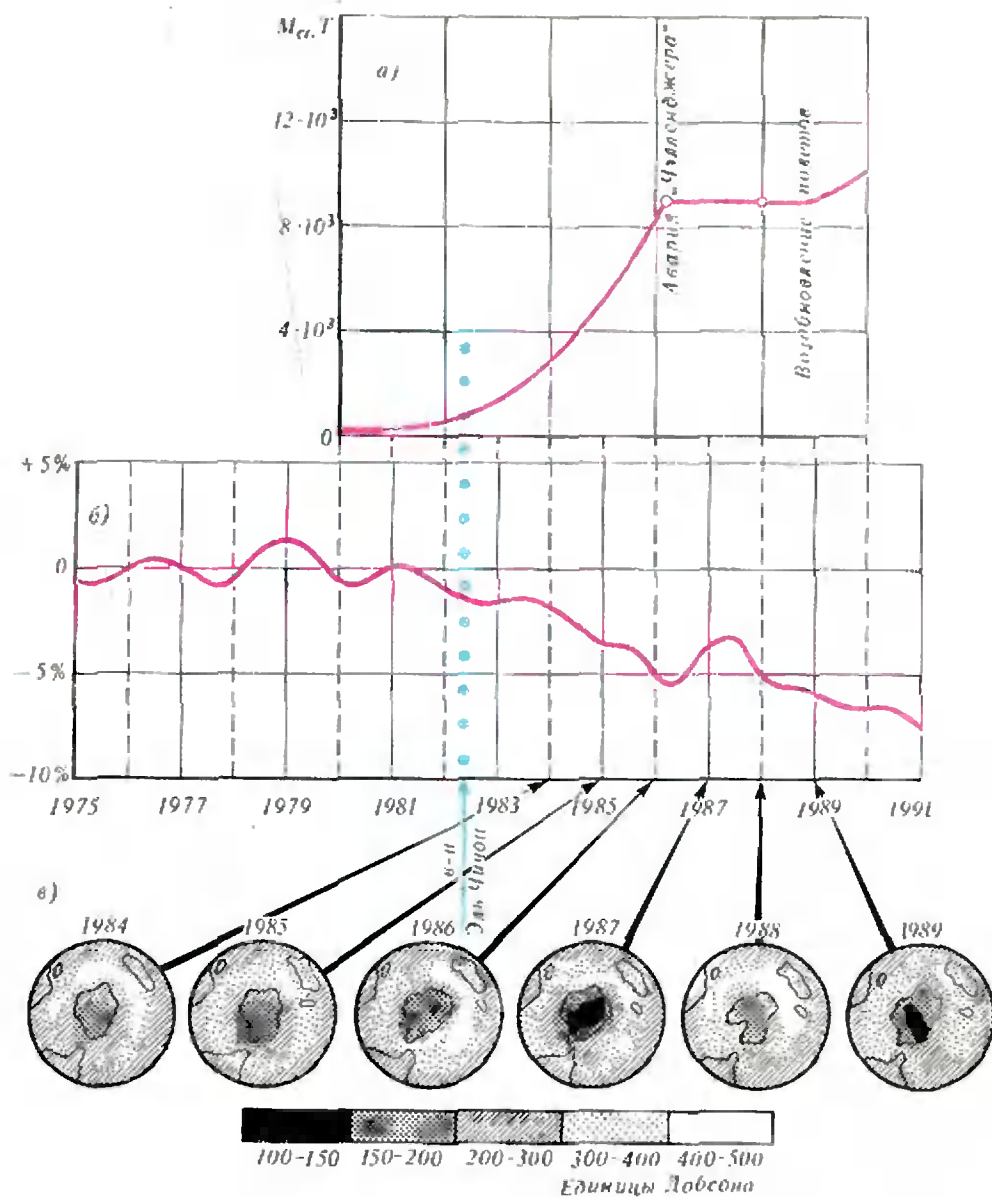 Mcl, T
а)
12·10³
8·10³
4·10³
0
Авария „Чэлленджера"
Возобновление полетов
+5%
б)
0
−5%
−10%
1975 1977 1979 1981 1983 1985 1987 1989 1991
в-н
Эль Чичон
в)
1984 1985 1986 1987 1988 1989
100-150 150-200 200-300 300-400 400-500
Единицы Добсона